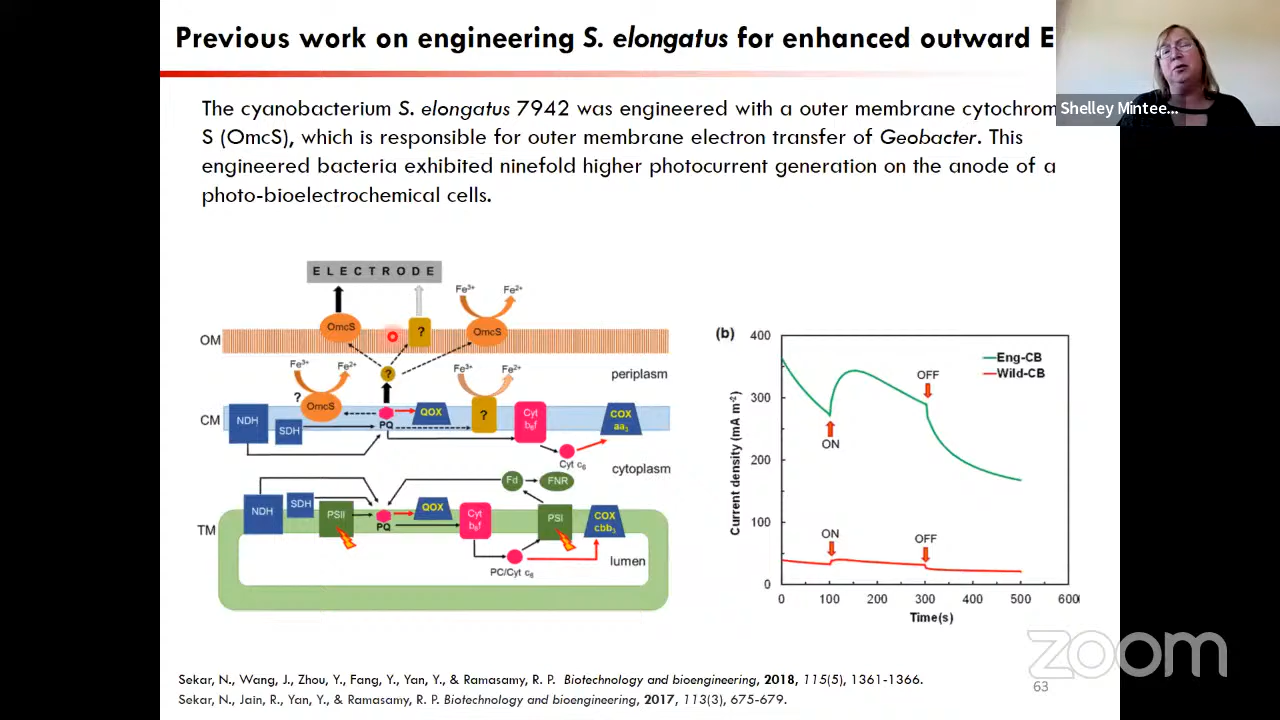 Previous work on engineering S. elongatus for enhanced outward E
Shelley Mintee...
The cyanobacterium S. elongatus 7942 was engineered with a outer membrane cytochrom
S (OmcS), which is responsible for outer membrane electron transfer of Geobacter. This
engineered bacteria exhibited ninefold higher photocurrent generation on the anode of a
photo-bioelectrochemical cells.
ELECTRODE
Fe3+ Fe2+
OmcS ? OmcS
OM
Fe3+ Fe2+ ? Fe3+ Fe2+ periplasm
? OmcS
CM NDH SDH PQ QOX ? Cyt b6f COX aa3
Cyt c6
cytoplasm
Fd FNR
TM NDH SDH PSII PQ QOX Cyt b6f PSI COX cbb3
PC/Cyt c6
lumen
(b)
Current density (mA m-2)
400
300
200
100
0
Eng-CB
Wild-CB
OFF
ON
ON
OFF
0 100 200 300 400 500 600
Time(s)
Sekar, N., Wang, J., Zhou, Y., Fang, Y., Yan, Y., & Ramasamy, R. P. Biotechnology and bioengineering, 2018, 115(5), 1361-1366.
Sekar, N., Jain, R., Yan, Y., & Ramasamy, R. P. Biotechnology and bioengineering, 2017, 113(3), 675-679.
zoom
63